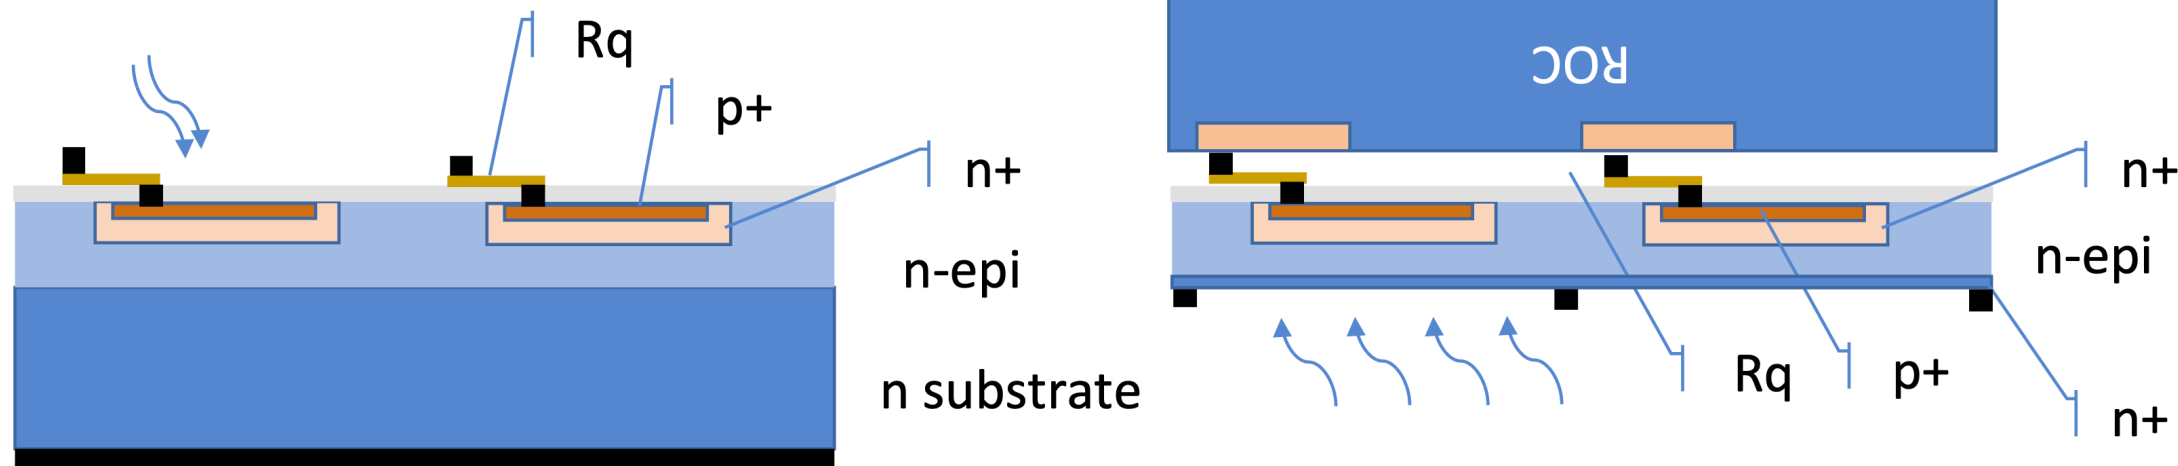 Rq
p+
n+
n-epi
n substrate
ROC
n+
n-epi
Rq
p+
n+